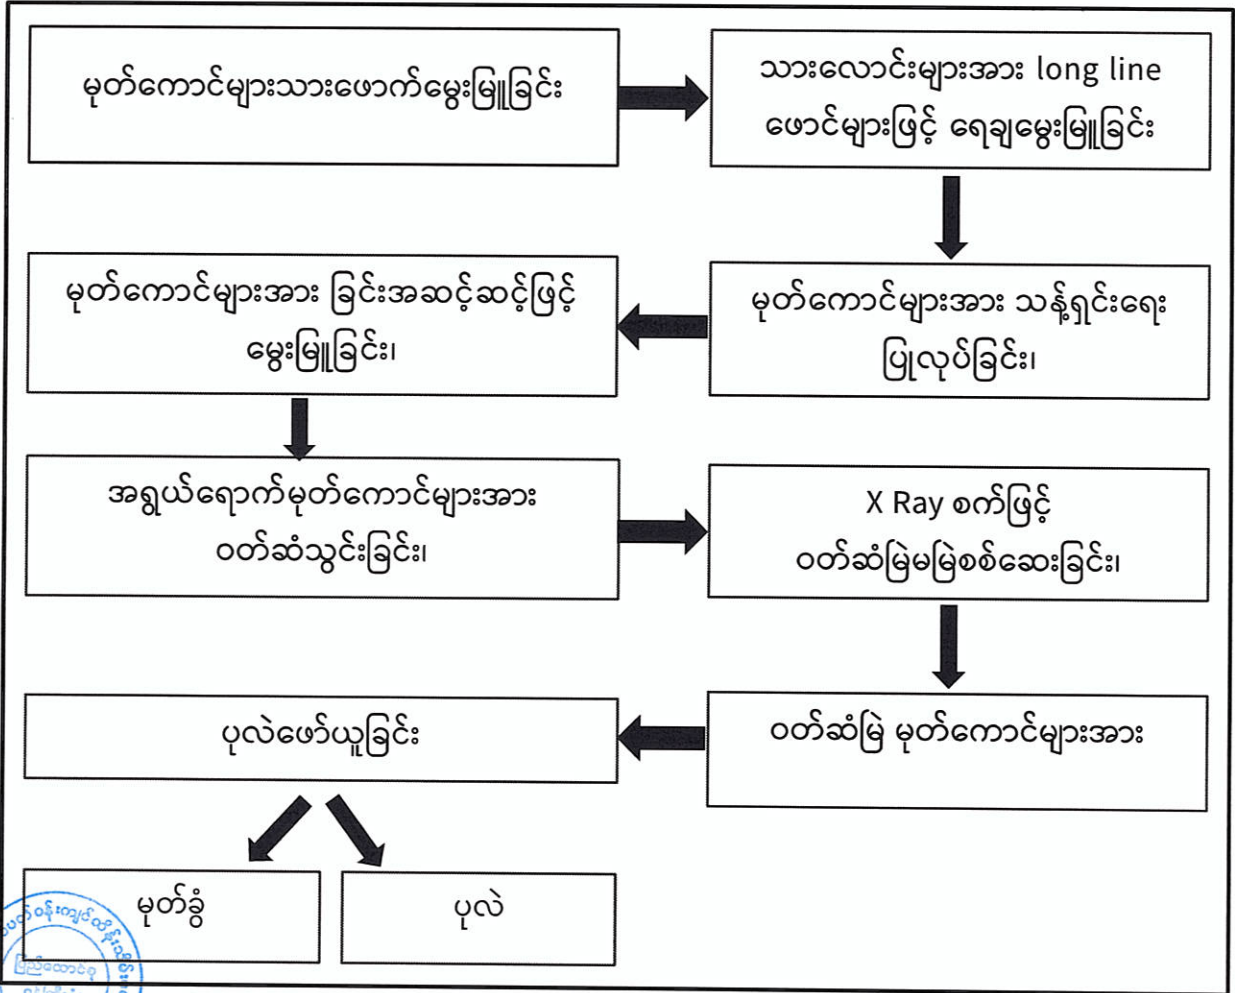 မုတ်ကောင်များသားဖောက်မွေးမြူခြင်း
သားလောင်းများအား long line
ဖောင်များဖြင့် ရေချမွေးမြူခြင်း
မုတ်ကောင်များအား သန့်ရှင်းရေး
ပြုလုပ်ခြင်း၊
မုတ်ကောင်များအား ခြင်းအဆင့်ဆင့်ဖြင့်
မွေးမြူခြင်း၊
အရွယ်ရောက်မုတ်ကောင်များအား
ဝတ်ဆံသွင်းခြင်း၊
X Ray စက်ဖြင့်
ဝတ်ဆံမြဲမမြဲစစ်ဆေးခြင်း၊
ဝတ်ဆံမြဲ မုတ်ကောင်များအား
ပုလဲဖော်ယူခြင်း
မုတ်ခွံ
ပုလဲ
ပြည်ထောင်စု